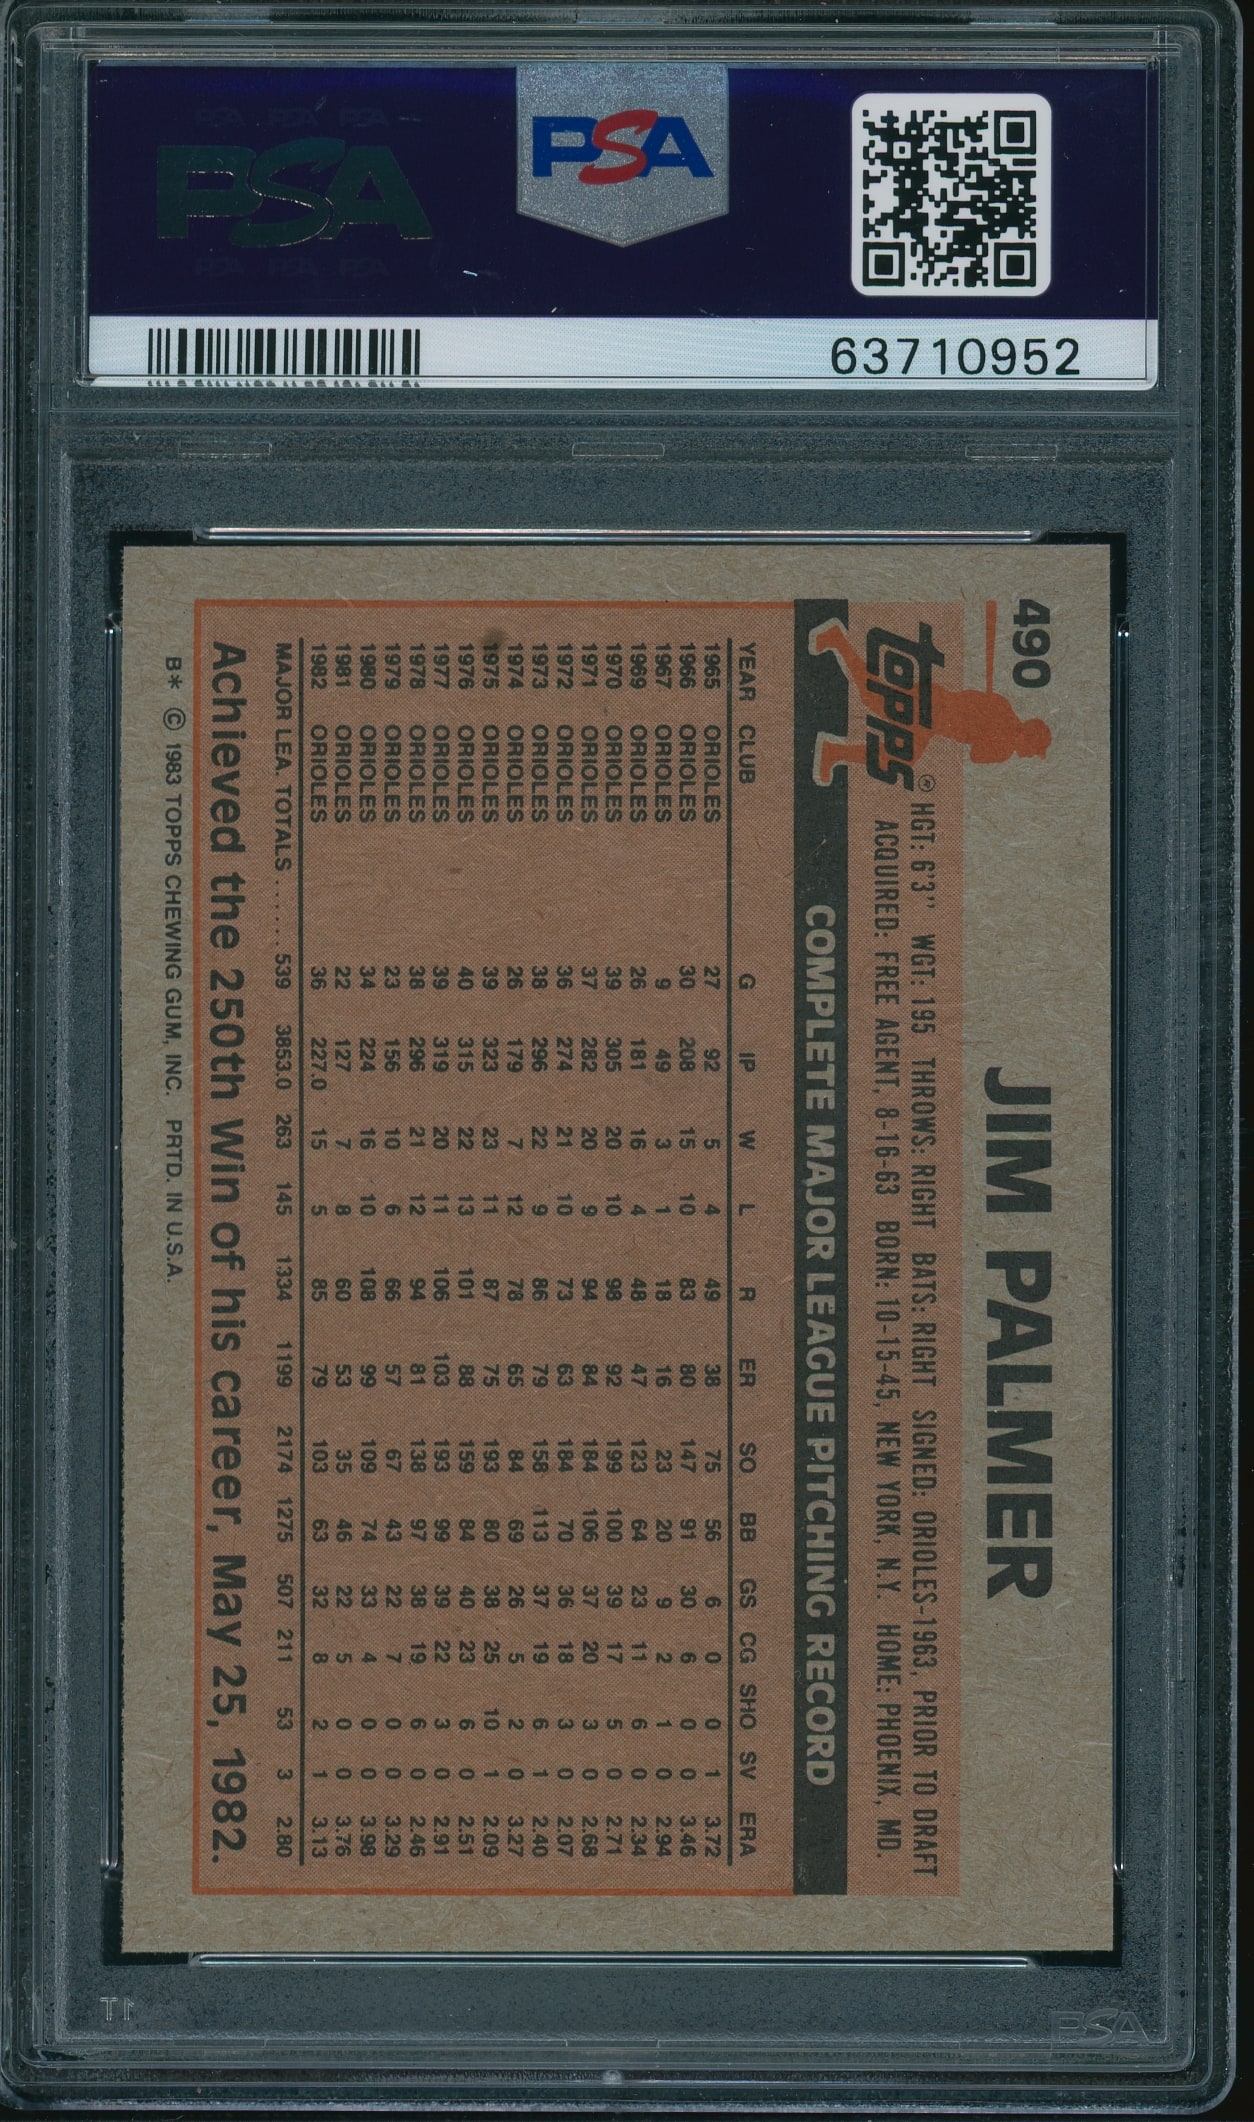 PSA PSA PSA
PSA
PSA PSA PSA
PSA
63710952
490
JIM PALMER
Topps®
HGT: 6'3" WGT: 195 THROWS: RIGHT BATS: RIGHT SIGNED: ORIOLES-1963, PRIOR TO DRAFT
ACQUIRED: FREE AGENT, 8-16-63 BORN: 10-15-45, NEW YORK, N.Y. HOME: PHOENIX, MD.
COMPLETE MAJOR LEAGUE PITCHING RECORD
YEAR CLUB G IP W L R ER SO BB GS CG SHO SV ERA
1965 ORIOLES 27 92 5 4 49 38 75 56 6 0 0 1 3.72
1966 ORIOLES 30 208 15 10 83 80 147 91 30 6 0 0 3.46
1967 ORIOLES 9 49 3 1 18 16 23 20 9 2 1 0 2.94
1969 ORIOLES 26 181 16 4 48 47 123 64 23 11 6 0 2.34
1970 ORIOLES 39 305 20 10 98 92 199 100 39 17 5 0 2.71
1971 ORIOLES 37 282 20 9 94 84 184 106 37 20 3 0 2.68
1972 ORIOLES 36 274 21 10 73 63 184 70 36 18 3 0 2.07
1973 ORIOLES 38 296 22 9 86 79 158 113 37 19 6 1 2.40
1974 ORIOLES 26 179 7 12 78 65 84 69 26 5 2 0 3.27
1975 ORIOLES 39 323 23 11 87 75 193 80 38 25 10 1 2.09
1976 ORIOLES 40 315 22 13 101 88 159 84 40 23 6 0 2.51
1977 ORIOLES 39 319 20 11 106 103 193 99 39 22 3 0 2.91
1978 ORIOLES 38 296 21 12 94 81 138 97 38 19 6 0 2.46
1979 ORIOLES 23 156 10 6 66 57 67 43 22 7 0 0 3.29
1980 ORIOLES 34 224 16 10 108 99 109 74 33 4 0 0 3.98
1981 ORIOLES 22 127 7 8 60 53 35 46 22 5 0 0 3.76
1982 ORIOLES 36 227.0 15 5 85 79 103 63 32 8 2 1 3.13
MAJOR LEA. TOTALS ...... 539 3853.0 263 145 1334 1199 2174 1275 507 211 53 3 2.80
Achieved the 250th Win of his career, May 25, 1982.
B* © 1983 TOPPS CHEWING GUM, INC. PRTD. IN U.S.A.
PSA